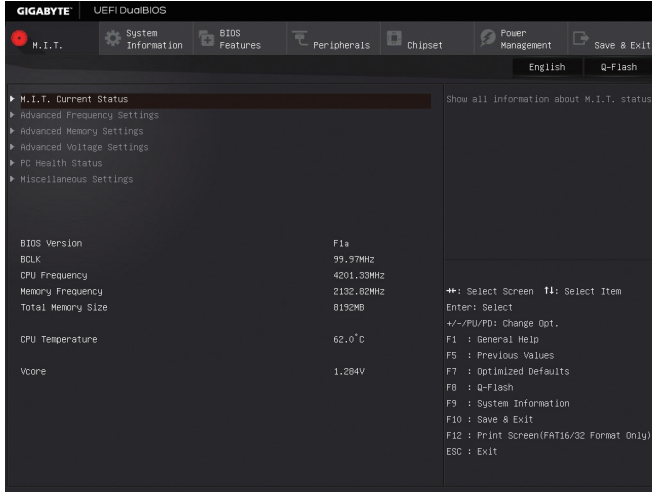 GIGABYTE™ UEFI DualBIOS
M.I.T.
System Information
BIOS Features
Peripherals
Chipset
Power Management
Save & Exit
English
Q-Flash
M.I.T. Current Status
Advanced Frequency Settings
Advanced Memory Settings
Advanced Voltage Settings
PC Health Status
Miscellaneous Settings
Show all information about M.I.T. status
BIOS Version F1a
BCLK 99.97MHz
CPU Frequency 4201.33MHz
Memory Frequency 2132.82MHz
Total Memory Size 8192MB
CPU Temperature 62.0°C
Vcore 1.284V
→←: Select Screen ↑↓: Select Item
Enter: Select
+/-/PU/PD: Change Opt.
F1 : General Help
F5 : Previous Values
F7 : Optimized Defaults
F8 : Q-Flash
F9 : System Information
F10 : Save & Exit
F12 : Print Screen(FAT16/32 Format Only)
ESC : Exit